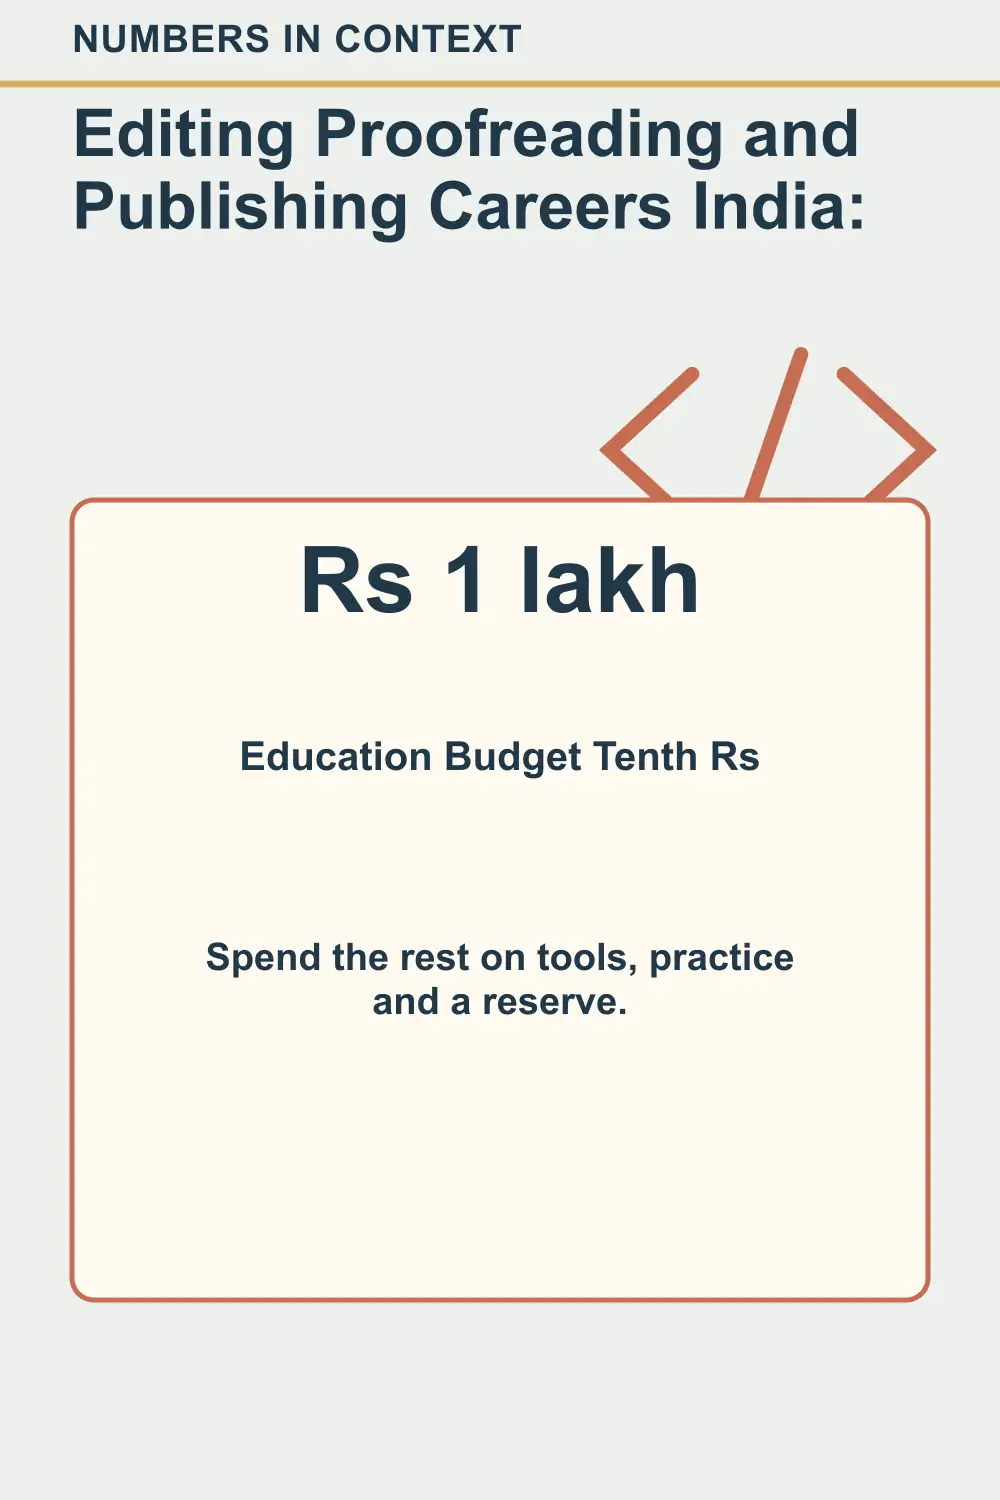 NUMBERS IN CONTEXT
Editing Proofreading and
Publishing Careers India:
Rs 1 lakh
Education Budget Tenth Rs
Spend the rest on tools, practice
and a reserve.